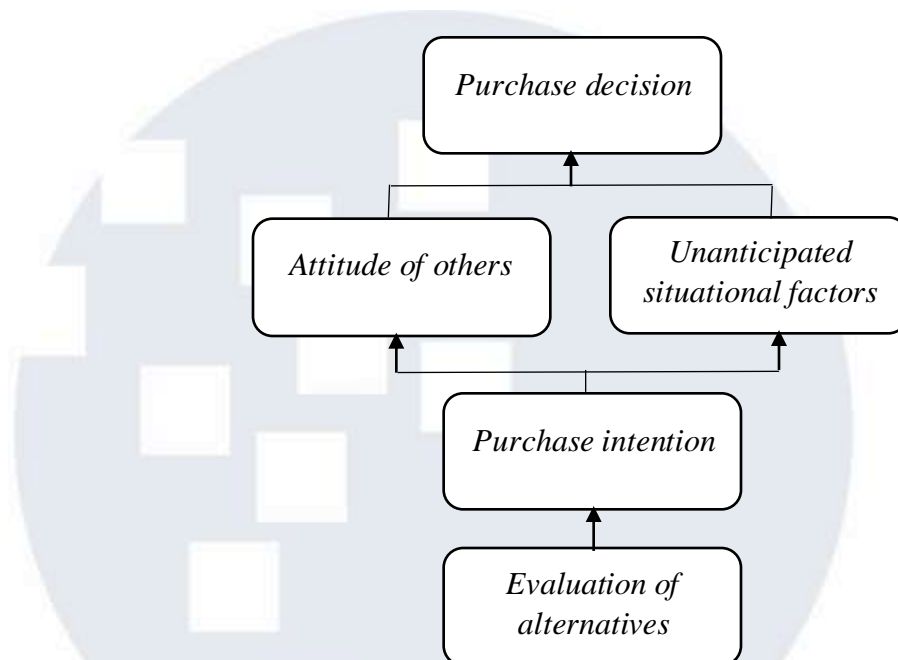 Purchase decision
Attitude of others
Unanticipated
situational factors
Purchase intention
Evaluation of
alternatives